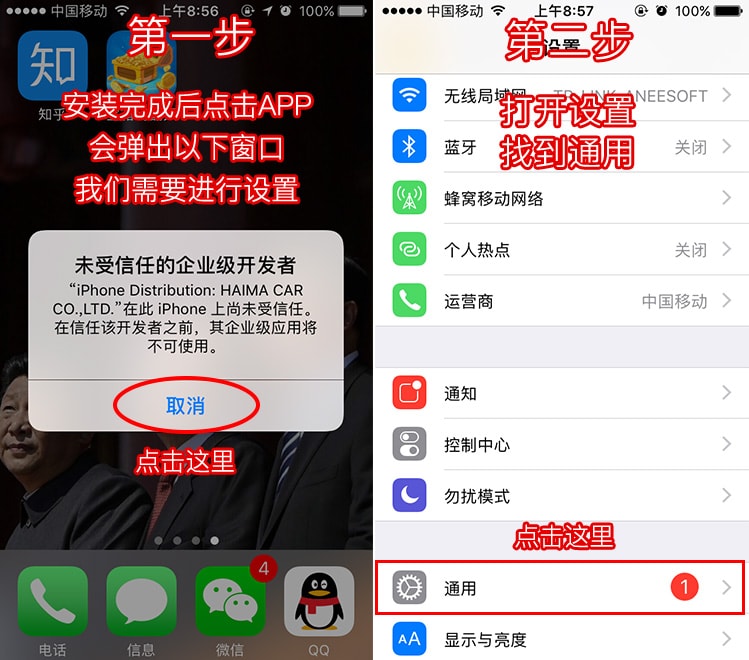 中国移动
上午8:56
100%
第一步
知
知乎
安装完成后点击APP
会弹出以下窗口
我们需要进行设置
未受信任的企业级开发者
“iPhone Distribution: HAIMA CAR
CO.,LTD.”在此 iPhone 上尚未受信任。
在信任该开发者之前，其企业级应用将
不可使用。
取消
点击这里
4
电话
信息
微信
QQ
中国移动
上午8:57
100%
第二步
设置
无线局域网
ANEESOFT
打开设置
找到通用
蓝牙
关闭
蜂窝移动网络
个人热点
关闭
运营商
中国移动
通知
控制中心
勿扰模式
点击这里
通用
1
AA
显示与亮度